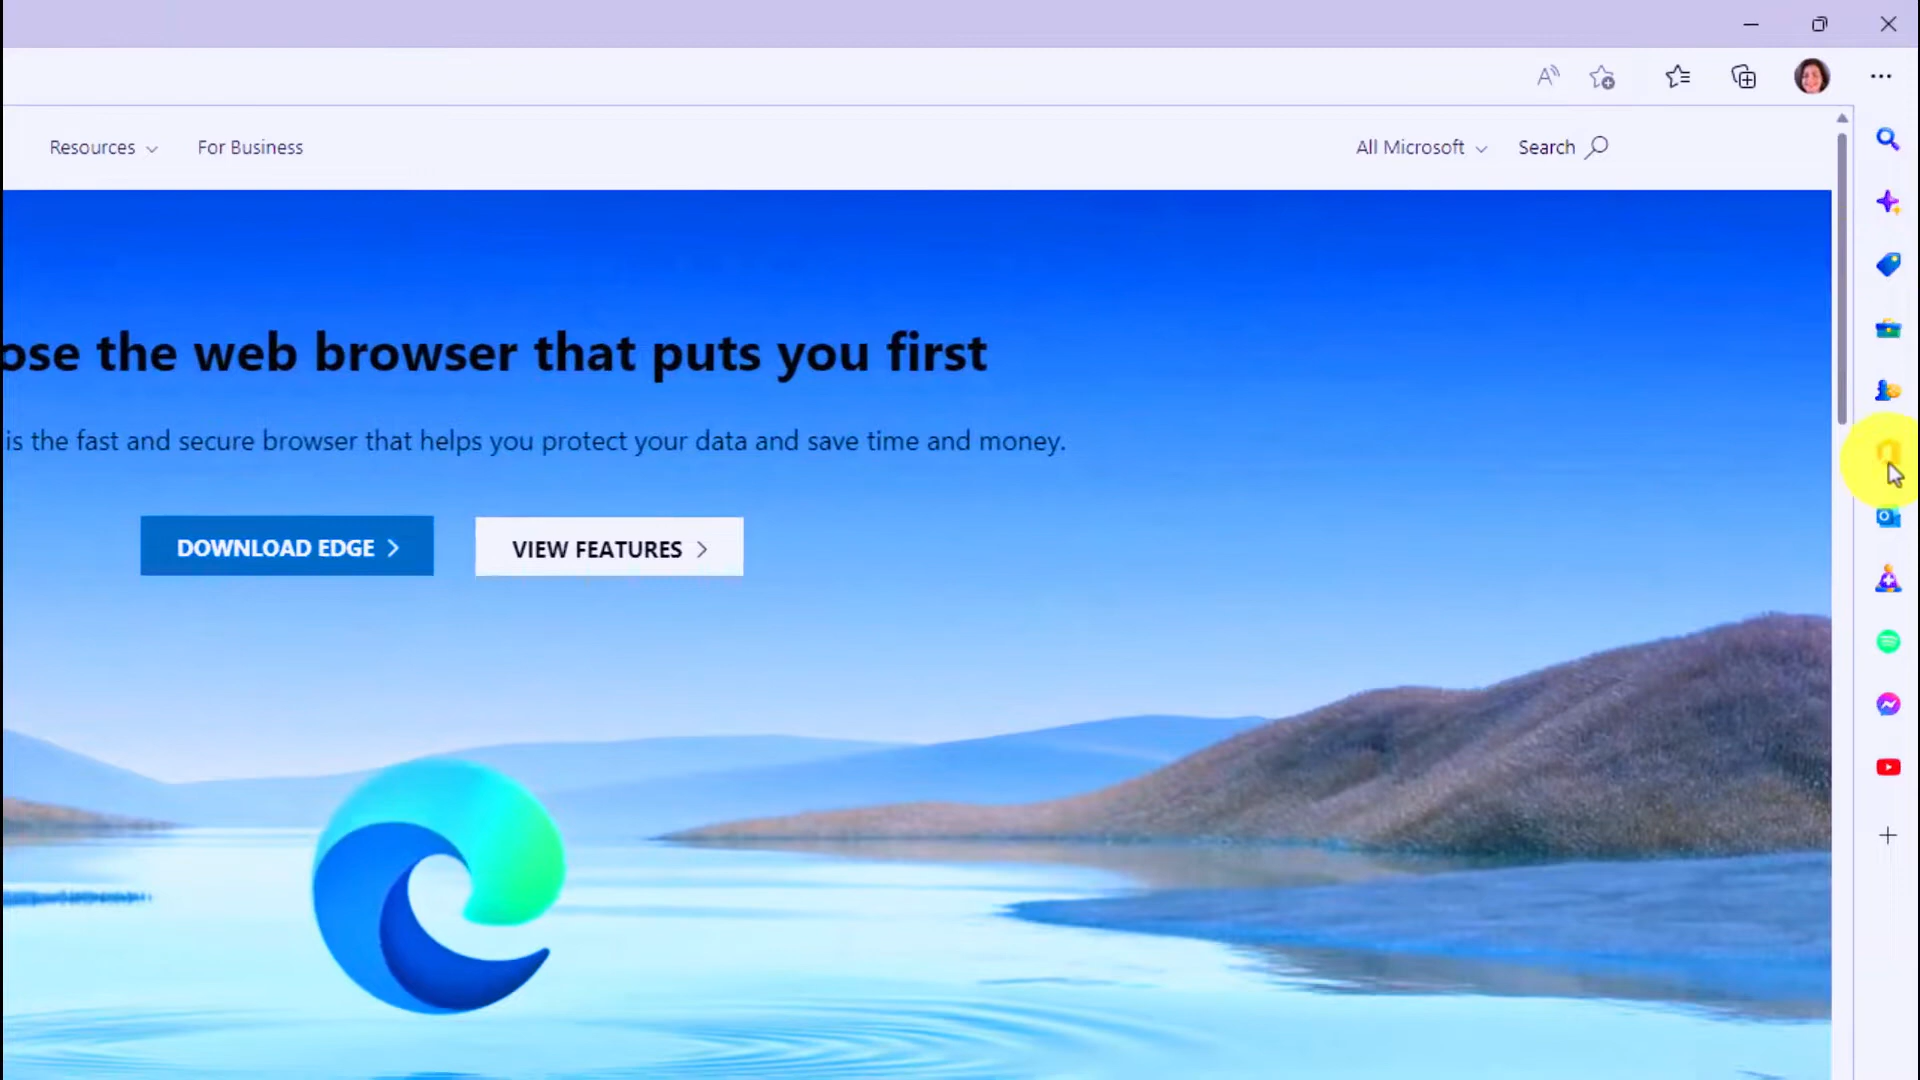 Resources
For Business
All Microsoft
Search
ose the web browser that puts you first
is the fast and secure browser that helps you protect your data and save time and money.
DOWNLOAD EDGE
VIEW FEATURES